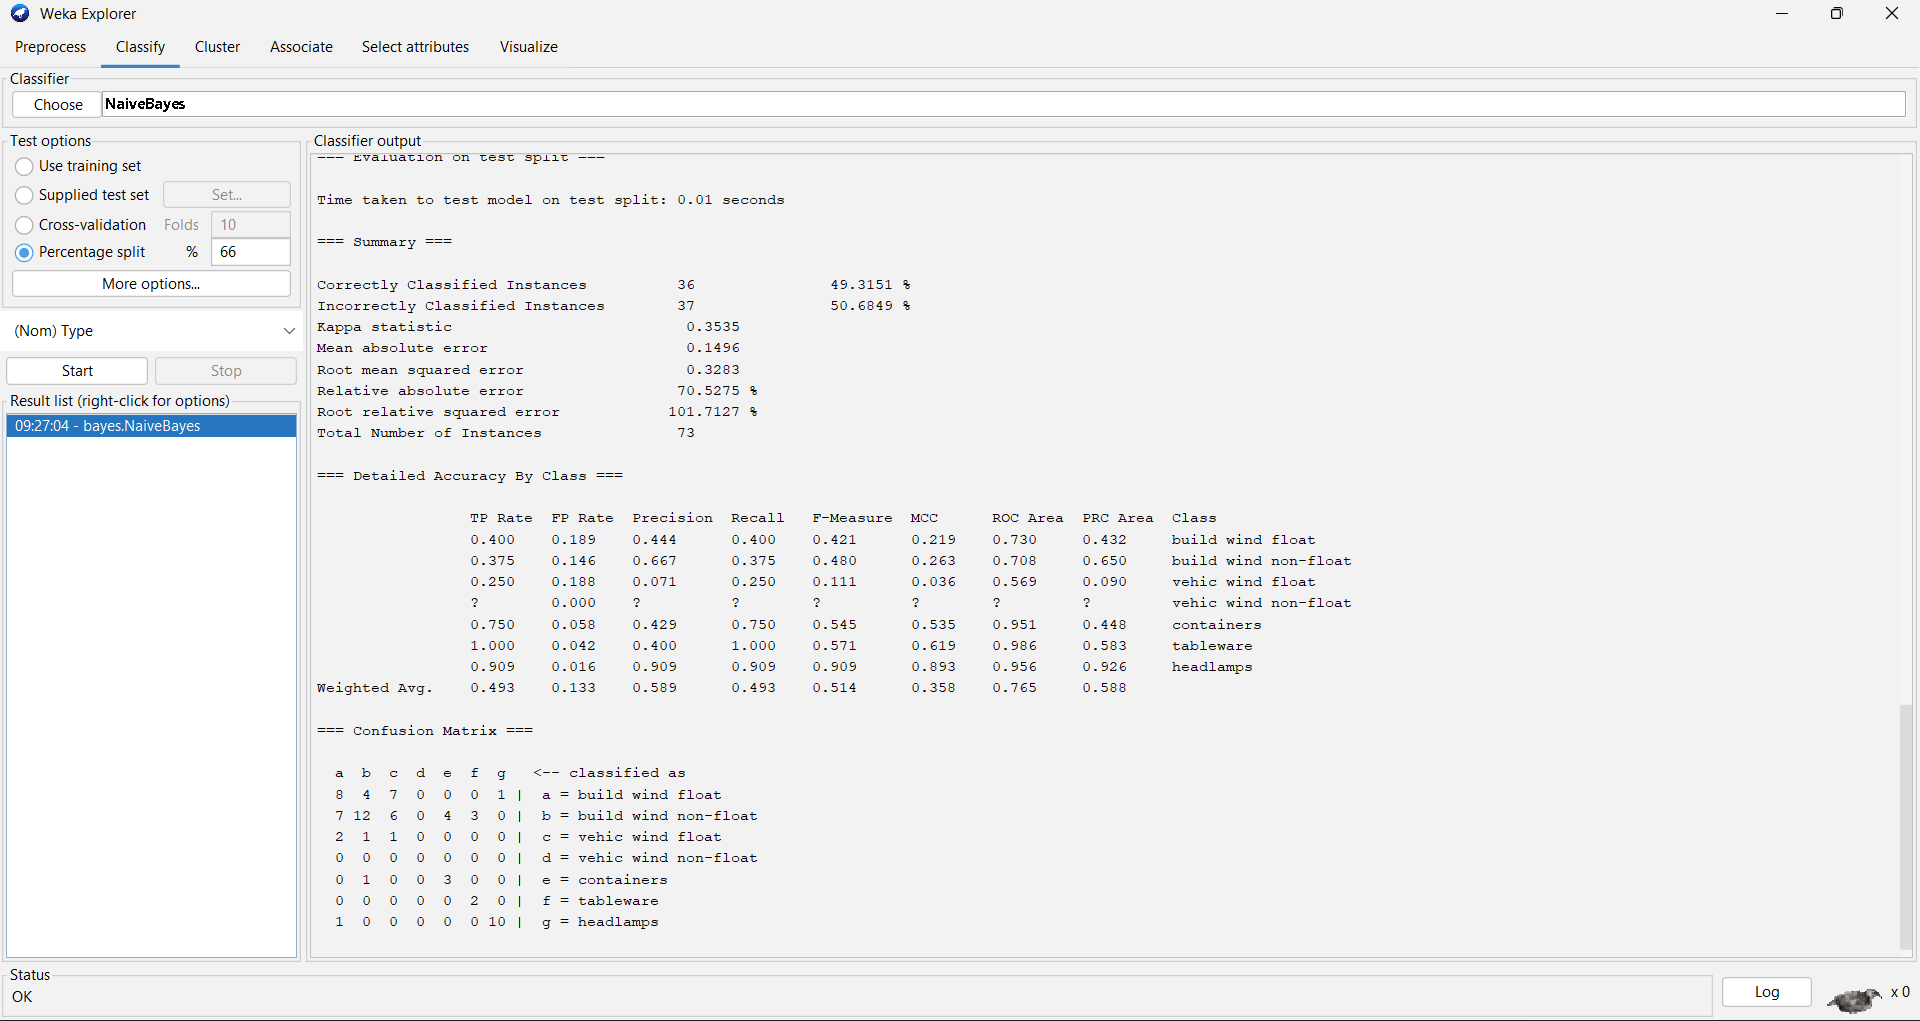 Weka Explorer
Preprocess Classify Cluster Associate Select attributes Visualize
Classifier
Choose NaiveBayes
Test options
Use training set
Supplied test set Set...
Cross-validation Folds 10
Percentage split % 66
More options...
(Nom) Type
Start Stop
Result list (right-click for options)
09:27:04 - bayes.NaiveBayes
Classifier output
=== Evaluation on test split ===
Time taken to test model on test split: 0.01 seconds
=== Summary ===
Correctly Classified Instances 36 49.3151 %
Incorrectly Classified Instances 37 50.6849 %
Kappa statistic 0.3535
Mean absolute error 0.1496
Root mean squared error 0.3283
Relative absolute error 70.5275 %
Root relative squared error 101.7127 %
Total Number of Instances 73
=== Detailed Accuracy By Class ===
TP Rate FP Rate Precision Recall F-Measure MCC ROC Area PRC Area Class
0.400 0.189 0.444 0.400 0.421 0.219 0.730 0.432 build wind float
0.375 0.146 0.667 0.375 0.480 0.263 0.708 0.650 build wind non-float
0.250 0.188 0.071 0.250 0.111 0.036 0.569 0.090 vehic wind float
? 0.000 ? ? ? ? ? ? vehic wind non-float
0.750 0.058 0.429 0.750 0.545 0.535 0.951 0.448 containers
1.000 0.042 0.400 1.000 0.571 0.619 0.986 0.583 tableware
0.909 0.016 0.909 0.909 0.909 0.893 0.956 0.926 headlamps
Weighted Avg. 0.493 0.133 0.589 0.493 0.514 0.358 0.765 0.588
=== Confusion Matrix ===
a b c d e f g <-- classified as
8 4 7 0 0 0 1 | a = build wind float
7 12 6 0 4 3 0 | b = build wind non-float
2 1 1 0 0 0 0 | c = vehic wind float
0 0 0 0 0 0 0 | d = vehic wind non-float
0 1 0 0 3 0 0 | e = containers
0 0 0 0 0 2 0 | f = tableware
1 0 0 0 0 0 10 | g = headlamps
Status
OK
Log x 0